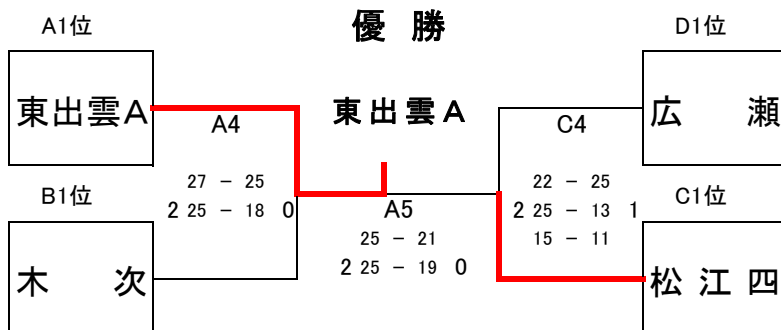 A1位
優 勝
D1位
東出雲A
東出雲A
広 瀬
A4
C4
27 - 25
2 25 - 18 0
22 - 25
2 25 - 13 1
15 - 11
B1位
C1位
A5
25 - 21
2 25 - 19 0
木 次
松江四